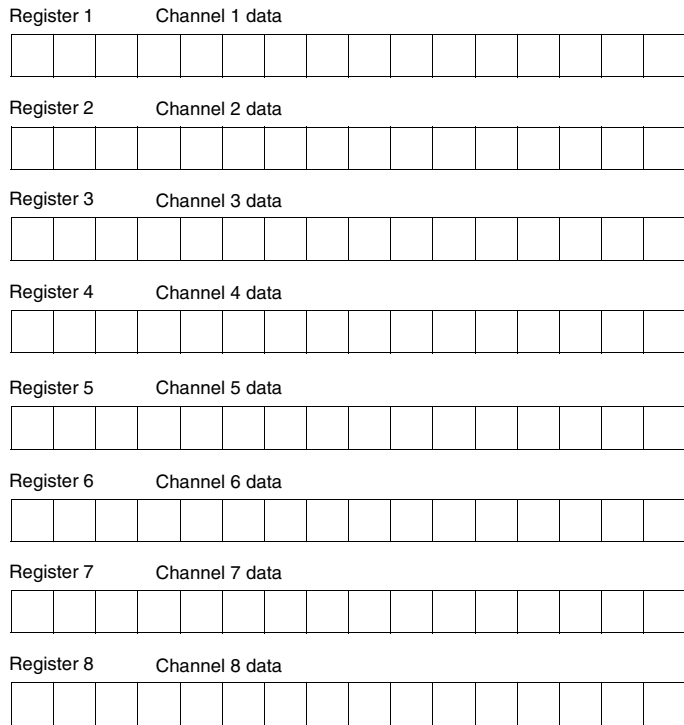 Register 1 Channel 1 data
Register 2 Channel 2 data
Register 3 Channel 3 data
Register 4 Channel 4 data
Register 5 Channel 5 data
Register 6 Channel 6 data
Register 7 Channel 7 data
Register 8 Channel 8 data